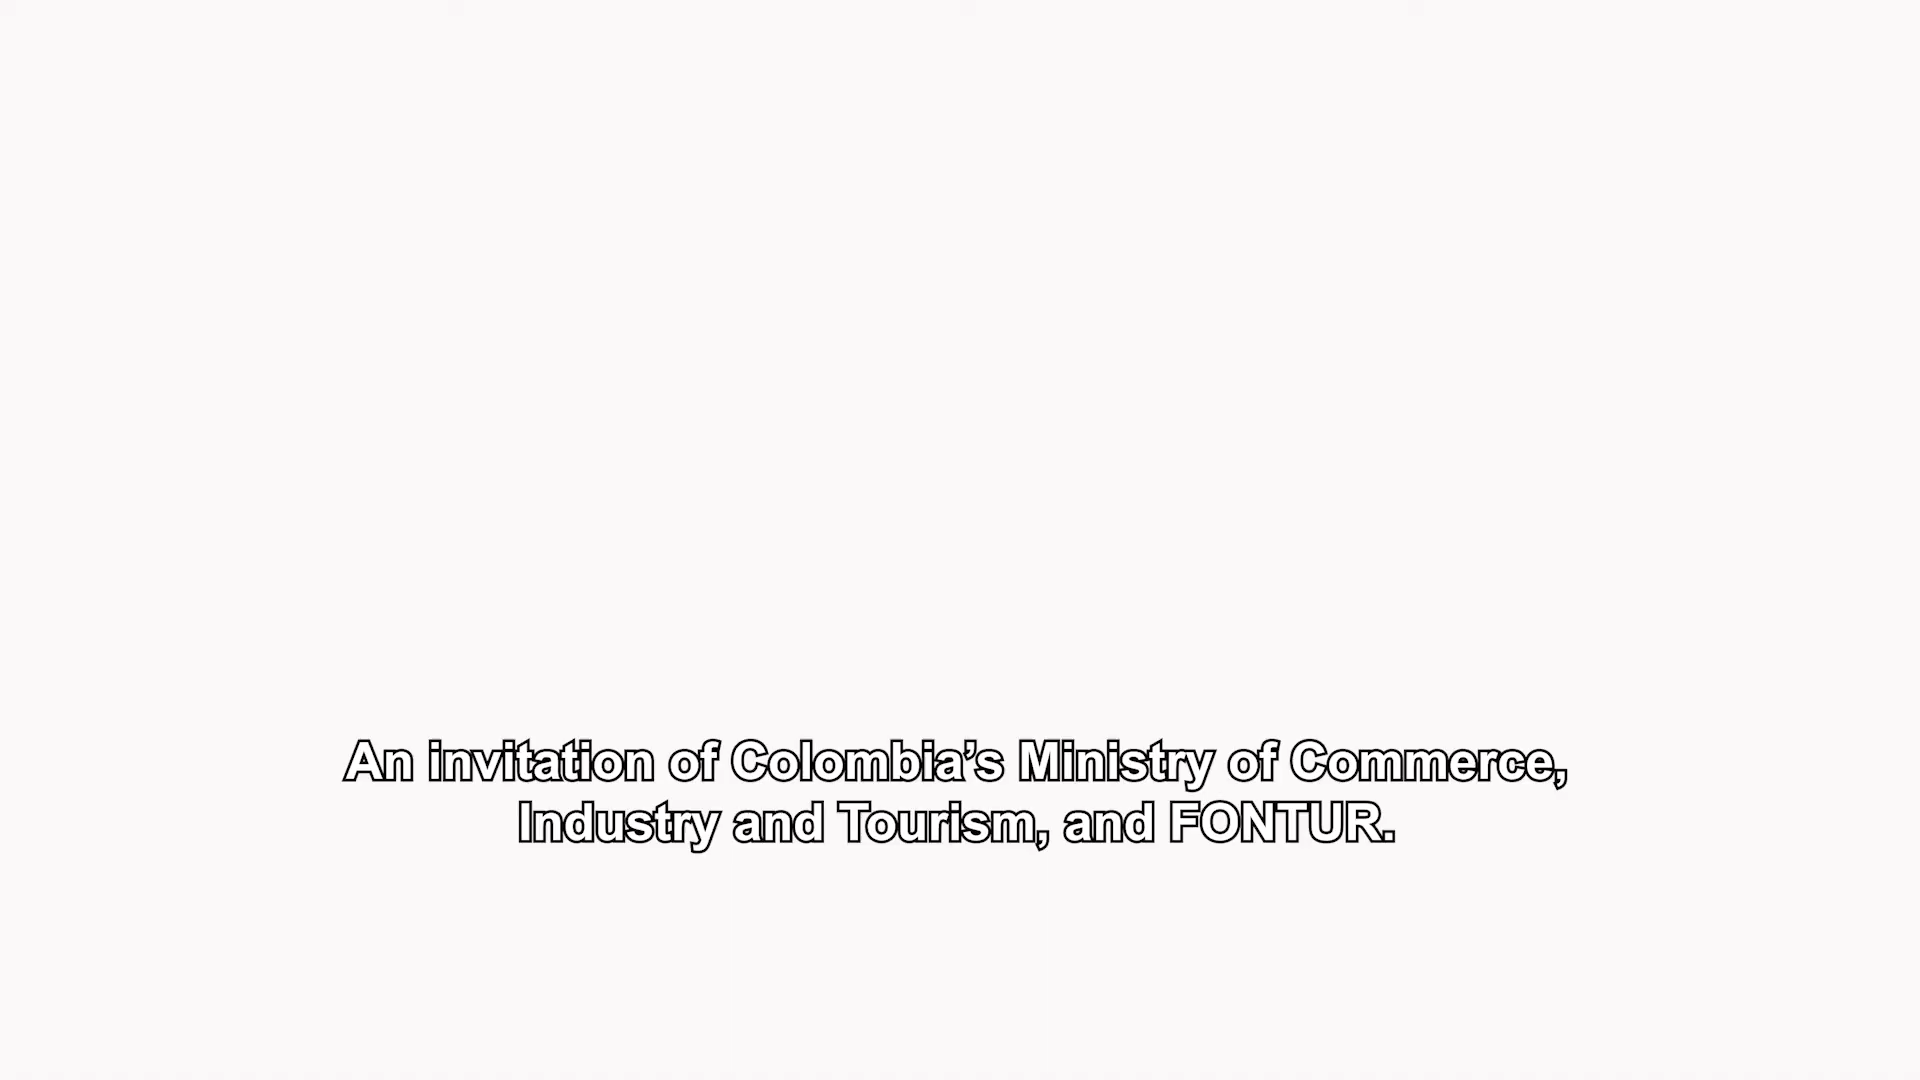 An invitation of Colombia’s Ministry of Commerce,
Industry and Tourism, and FONTUR.